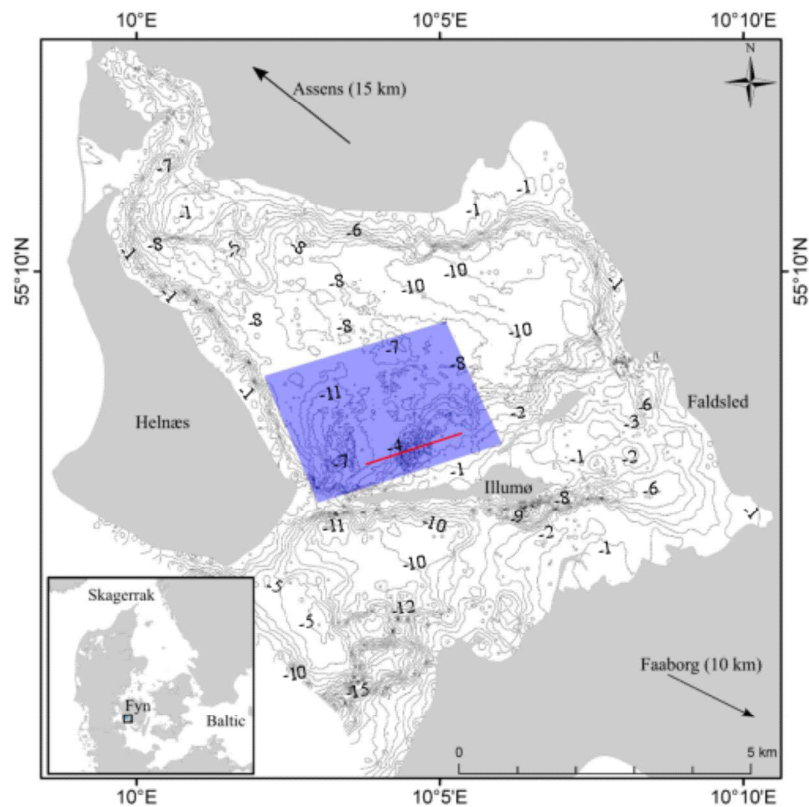 10°E 10°5'E 10°10'E
N
Assens (15 km)
-7
-1 -1
-1 -6
-8 -5 -8
-1
55°10'N 55°10'N
-8 -10 -10 -1
-1
-8 -8 -10
-7
-8
-1 -11
-2 -6 Faldsled
Helnæs -3
-4
-7 -1 -1 -2
Illumø -8 -6
-9 -1
-11 -10 -2
-1
-10
-5
Skagerrak -12
-5
Faaborg (10 km)
-10
-15
Fyn
Baltic
0 5 km
10°E 10°5'E 10°10'E